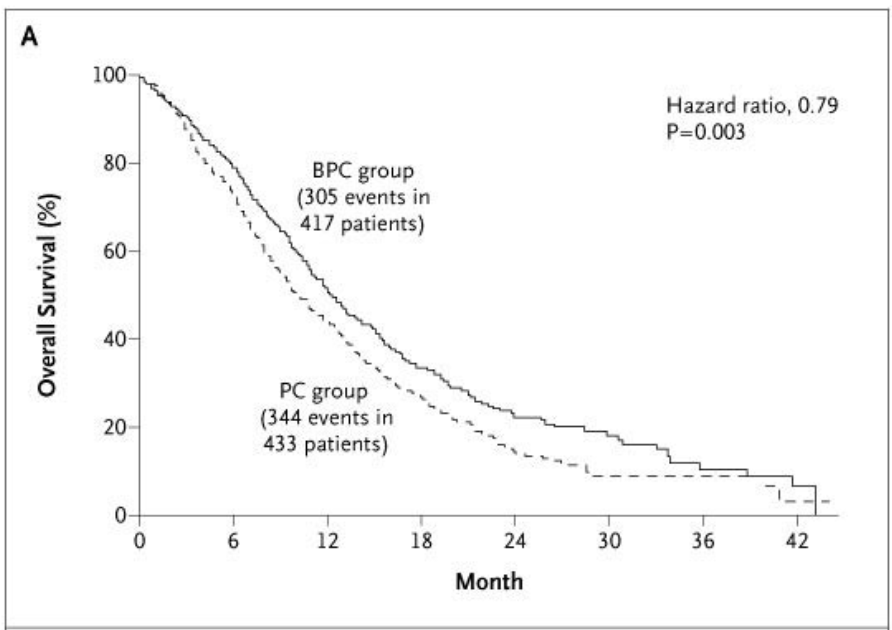 A
100
80
60
40
20
0
Overall Survival (%)
Hazard ratio, 0.79
P=0.003
BPC group
(305 events in
417 patients)
PC group
(344 events in
433 patients)
0 6 12 18 24 30 36 42
Month